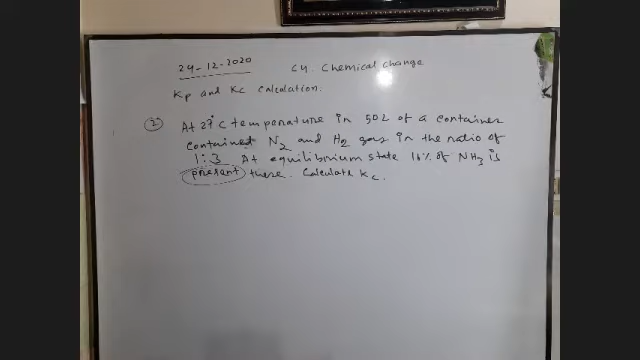 24-12-2020
C4. Chemical change
Kp and Kc calculation.
2) At 27°C temperature in 50L of a container
contained N2 and H2 gas in the ratio of
1:3 At equilibrium state 16% of NH3 is
present there. Calculate Kc.